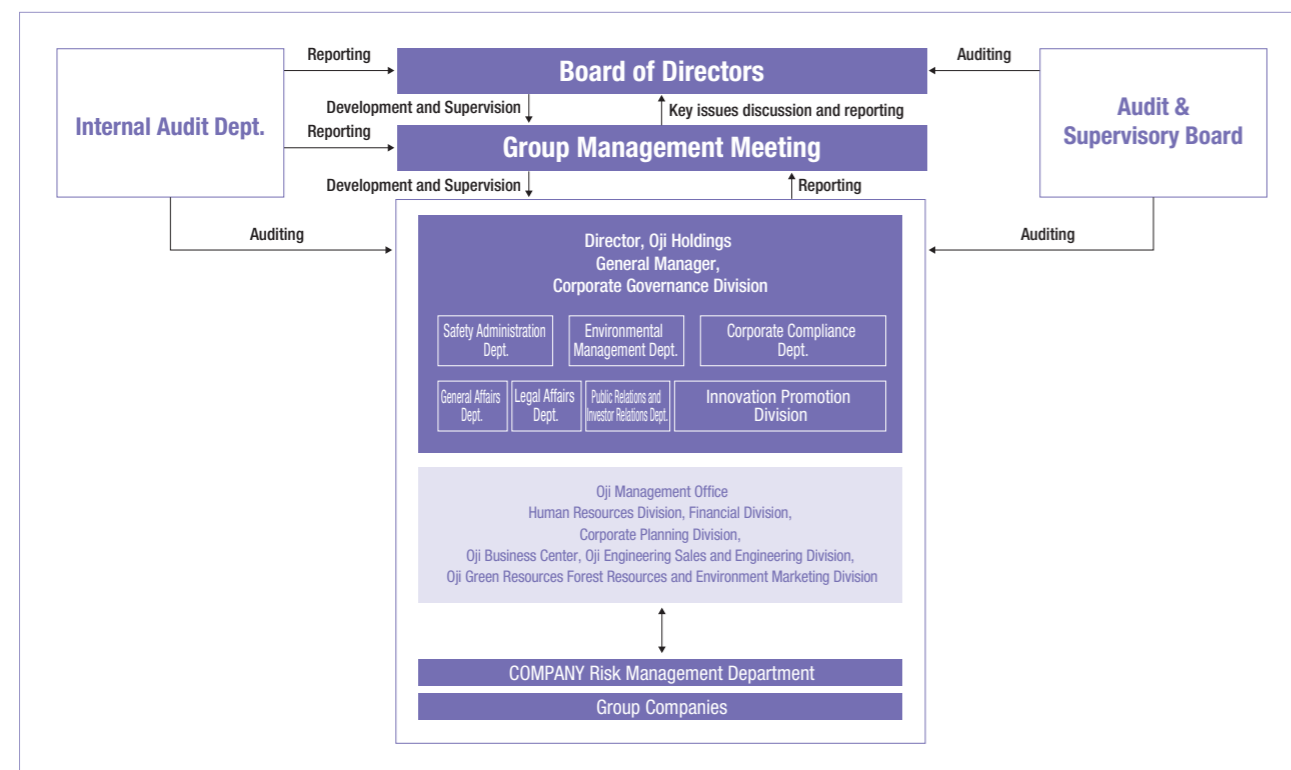 Reporting
Board of Directors
Auditing
Internal Audit Dept.
Development and Supervision
Key issues discussion and reporting
Audit &
Supervisory Board
Reporting
Group Management Meeting
Development and Supervision
Reporting
Auditing
Auditing
Director, Oji Holdings
General Manager,
Corporate Governance Division
Safety Administration
Dept.
Environmental
Management Dept.
Corporate Compliance
Dept.
General Affairs
Dept.
Legal Affairs
Dept.
Public Relations and
Investor Relations Dept.
Innovation Promotion
Division
Oji Management Office
Human Resources Division, Financial Division,
Corporate Planning Division,
Oji Business Center, Oji Engineering Sales and Engineering Division,
Oji Green Resources Forest Resources and Environment Marketing Division
COMPANY Risk Management Department
Group Companies